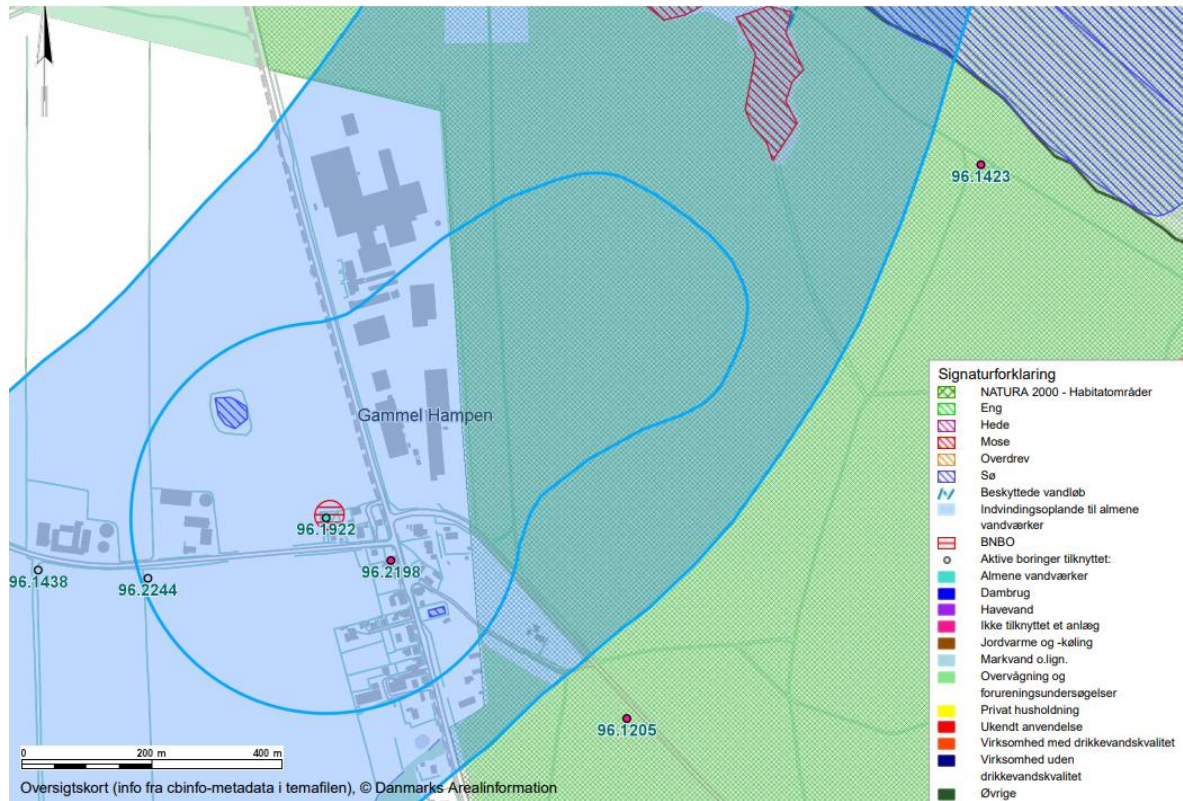 96.1423
Gammel Hampen
96.1922
96.2198
96.1438
96.2244
96.1205
0 200 m 400 m
Oversigtskort (info fra cbinfo-metadata i temafilen), © Danmarks Arealinformation
Signaturforklaring
NATURA 2000 - Habitatområder
Eng
Hede
Mose
Overdrev
Sø
Beskyttede vandløb
Indvindingsoplande til almene
vandværker
BNBO
Aktive boringer tilknyttet:
Almene vandværker
Dambrug
Havevand
Ikke tilknyttet et anlæg
Jordvarme og -køling
Markvand o.lign.
Overvågning og
forureningsundersøgelser
Privat husholdning
Ukendt anvendelse
Virksomhed med drikkevandskvalitet
Virksomhed uden
drikkevandskvalitet
Øvrige